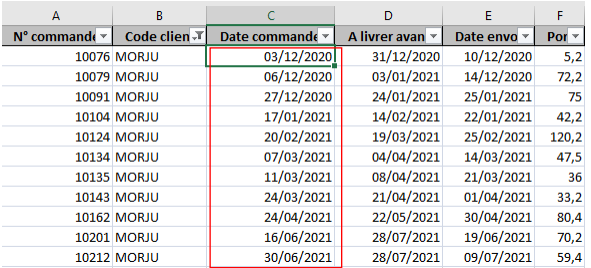 A B C D E F
N° commande Code clien Date commande A livrer avan Date envo Por
10076 MORJU 03/12/2020 31/12/2020 10/12/2020 5,2
10079 MORJU 06/12/2020 03/01/2021 14/12/2020 72,2
10091 MORJU 27/12/2020 24/01/2021 25/01/2021 75
10104 MORJU 17/01/2021 14/02/2021 22/01/2021 42,2
10124 MORJU 20/02/2021 19/03/2021 25/02/2021 120,2
10134 MORJU 07/03/2021 04/04/2021 14/03/2021 47,5
10135 MORJU 11/03/2021 08/04/2021 21/03/2021 36
10143 MORJU 24/03/2021 21/04/2021 01/04/2021 33,2
10162 MORJU 24/04/2021 22/05/2021 30/04/2021 80,4
10201 MORJU 16/06/2021 28/07/2021 19/06/2021 70,2
10212 MORJU 30/06/2021 28/07/2021 09/07/2021 59,4